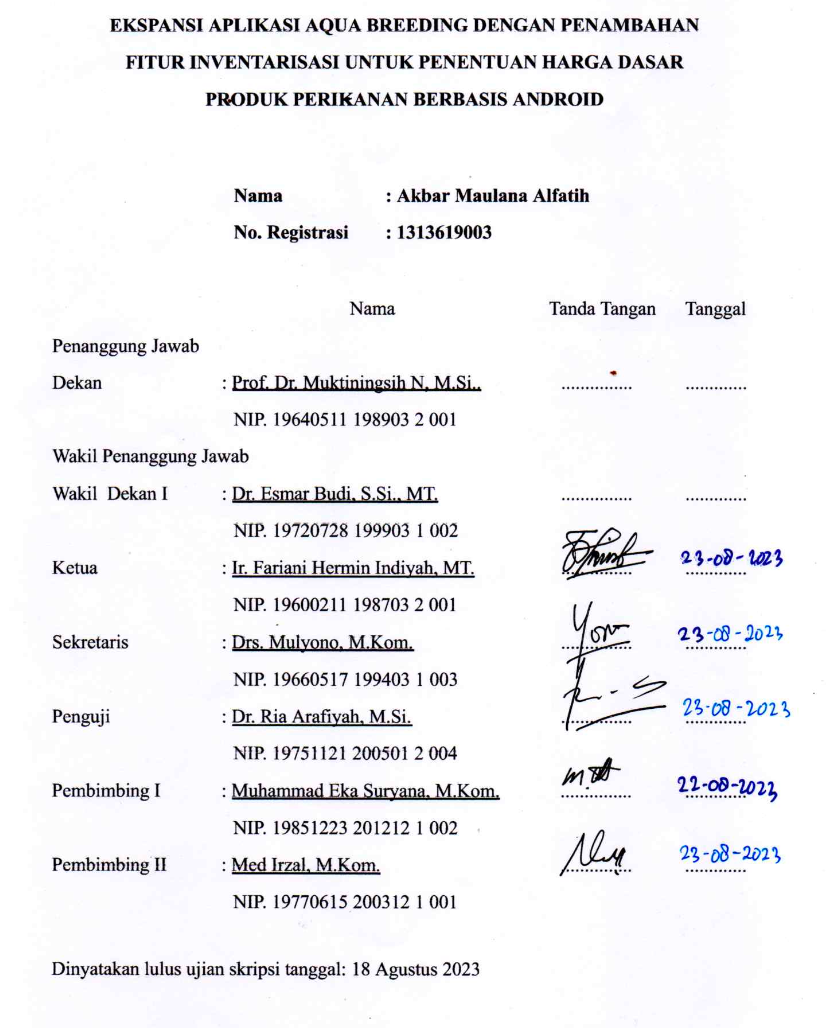 EKSPANSI APLIKASI AQUA BREEDING DENGAN PENAMBAHAN
FITUR INVENTARISASI UNTUK PENENTUAN HARGA DASAR
PRODUK PERIKANAN BERBASIS ANDROID
Nama : Akbar Maulana Alfatih
No. Registrasi : 1313619003
Nama Tanda Tangan Tanggal
Penanggung Jawab
Dekan : Prof. Dr. Muktiningsih N, M.Si., ............... .............
NIP. 19640511 198903 2 001
Wakil Penanggung Jawab
Wakil Dekan I : Dr. Esmar Budi, S.Si., MT. ............... .............
NIP. 19720728 199903 1 002
Ketua : Ir. Fariani Hermin Indiyah, MT. 23-08-2023
NIP. 19600211 198703 2 001
Sekretaris : Drs. Mulyono, M.Kom. 23-08-2023
NIP. 19660517 199403 1 003
Penguji : Dr. Ria Arafiyah, M.Si. 23-08-2023
NIP. 19751121 200501 2 004
Pembimbing I : Muhammad Eka Suryana, M.Kom. 22-08-2023
NIP. 19851223 201212 1 002
Pembimbing II : Med Irzal, M.Kom. 23-08-2023
NIP. 19770615 200312 1 001
Dinyatakan lulus ujian skripsi tanggal: 18 Agustus 2023